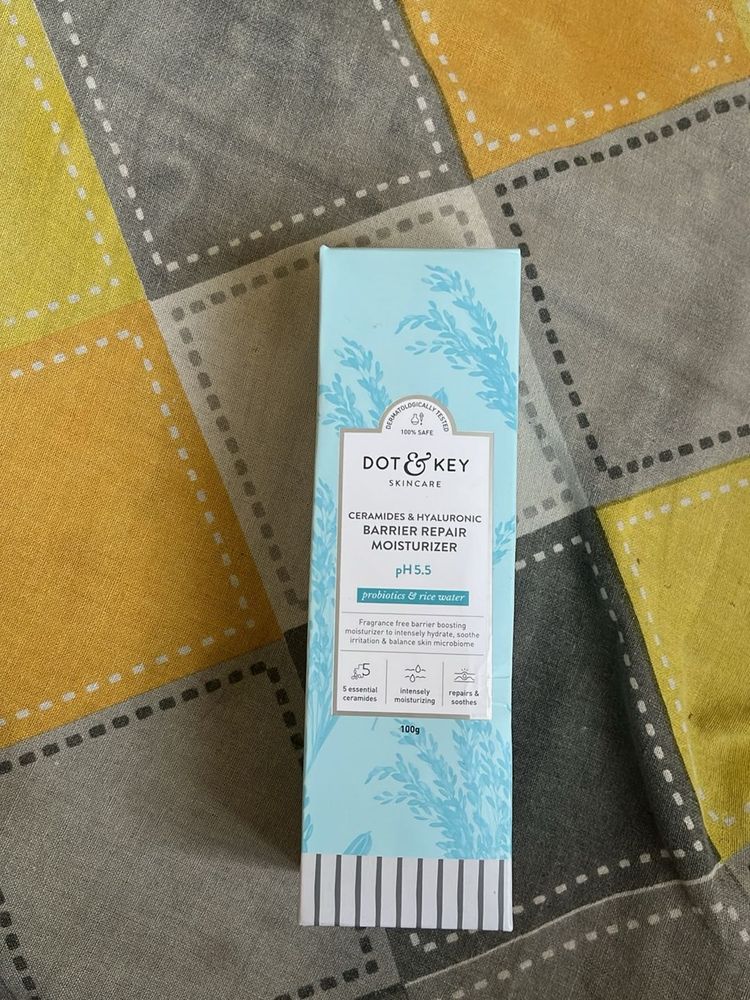 DERMATOLOGICALLY TESTED
100% SAFE
DOT & KEY
SKINCARE
CERAMIDES & HYALURONIC
BARRIER REPAIR
MOISTURIZER
pH 5.5
probiotics & rice water
Fragrance free barrier boosting
moisturizer to intensely hydrate, soothe
irritation & balance skin microbiome
5
5 essential
ceramides
intensely
moisturizing
repairs &
soothes
100g